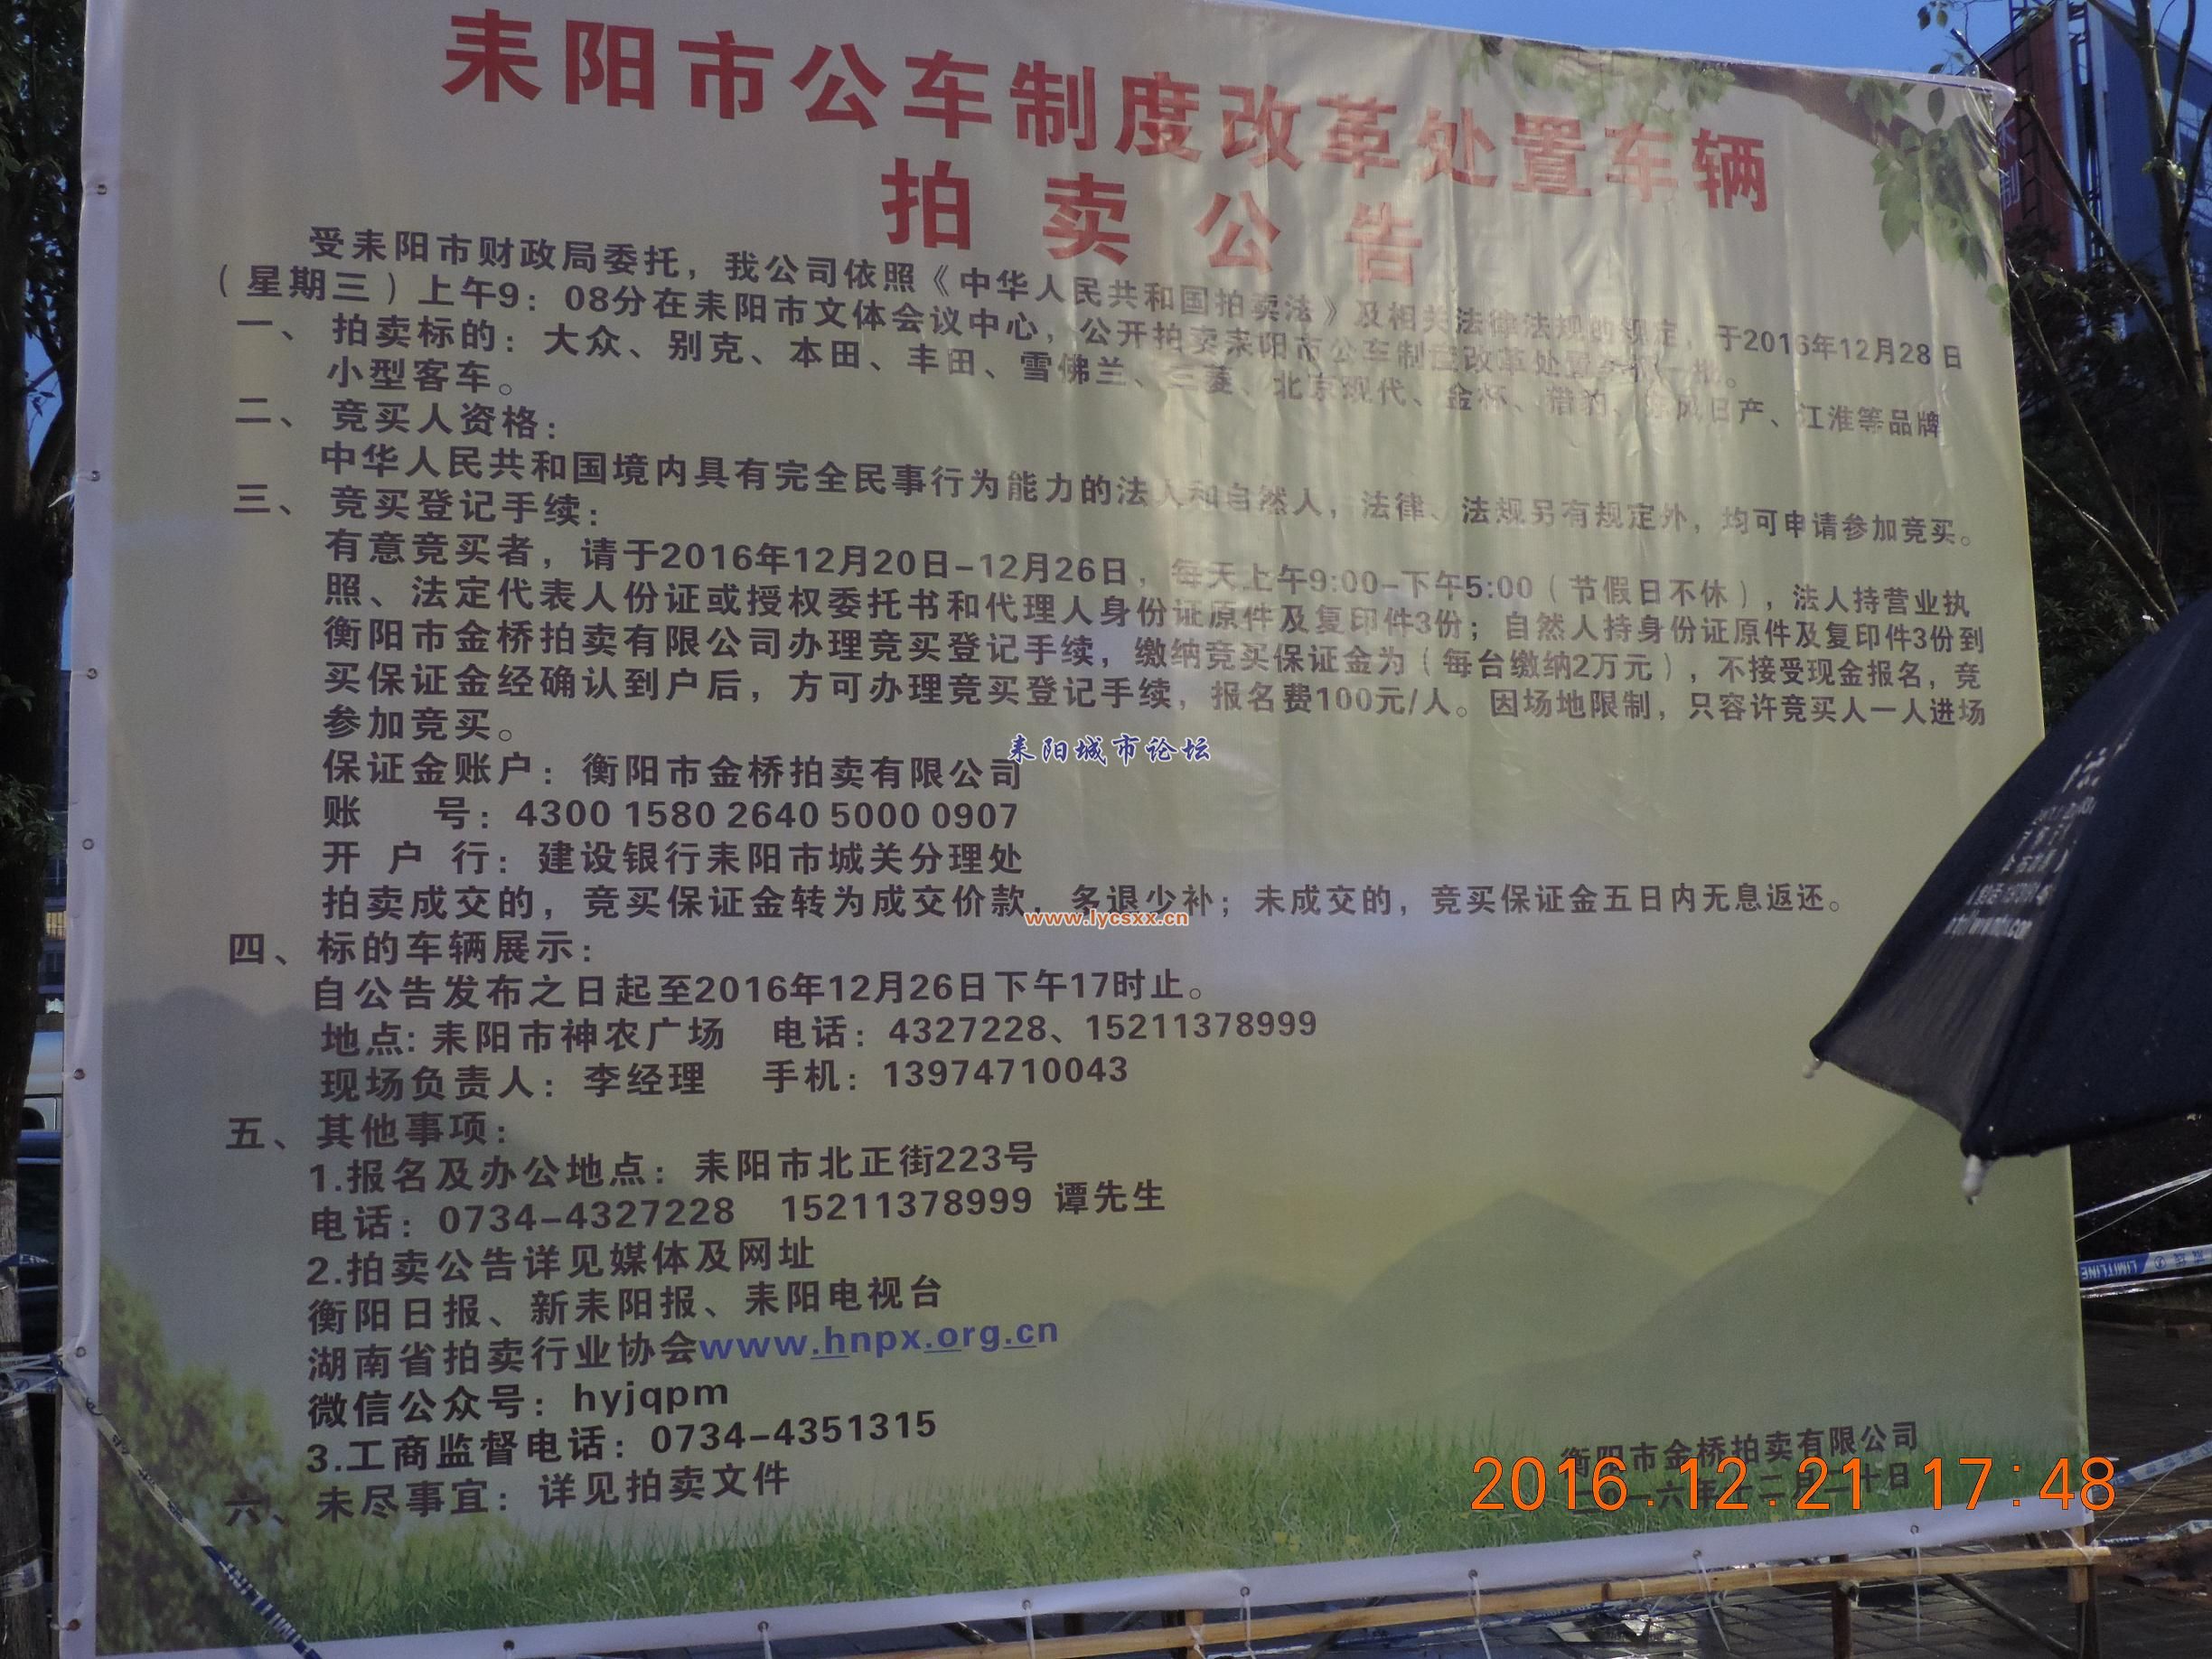 耒阳市公车制度改革处置车辆
拍卖公告
受耒阳市财政局委托，我公司依照《中华人民共和国拍卖法》及相关法律法规的规定，于2016年12月28日
（星期三）上午9：08分在耒阳市文体会议中心，公开拍卖耒阳市公车制度改革处置车辆一批。
一、拍卖标的：大众、别克、本田、丰田、雪佛兰、三菱、北京现代、金杯、猎豹、东风日产、江淮等品牌
小型客车。
二、竞买人资格：
中华人民共和国境内具有完全民事行为能力的法人和自然人，法律、法规另有规定外，均可申请参加竞买。
三、竞买登记手续：
有意竞买者，请于2016年12月20日-12月26日，每天上午9:00-下午5:00（节假日不休），法人持营业执
照、法定代表人份证或授权委托书和代理人身份证原件及复印件3份；自然人持身份证原件及复印件3份到
衡阳市金桥拍卖有限公司办理竞买登记手续，缴纳竞买保证金为（每台缴纳2万元），不接受现金报名，竞
买保证金经确认到户后，方可办理竞买登记手续，报名费100元/人。因场地限制，只容许竞买人一人进场
参加竞买。
耒阳城市论坛
保证金账户：衡阳市金桥拍卖有限公司
账 号：4300 1580 2640 5000 0907
开 户 行：建设银行耒阳市城关分理处
拍卖成交的，竞买保证金转为成交价款，多退少补；未成交的，竞买保证金五日内无息返还。
www.lycsxx.cn
四、标的车辆展示：
自公告发布之日起至2016年12月26日下午17时止。
地点：耒阳市神农广场 电话：4327228、15211378999
现场负责人：李经理 手机：13974710043
五、其他事项：
1.报名及办公地点：耒阳市北正街223号
电话：0734-4327228 15211378999 谭先生
2.拍卖公告详见媒体及网址
衡阳日报、新耒阳报、耒阳电视台
湖南省拍卖行业协会www.hnpx.org.cn
微信公众号：hyjqpm
3.工商监督电话：0734-4351315
六、未尽事宜：详见拍卖文件
衡阳市金桥拍卖有限公司
2016.12.21 17:48
LIMITLINE